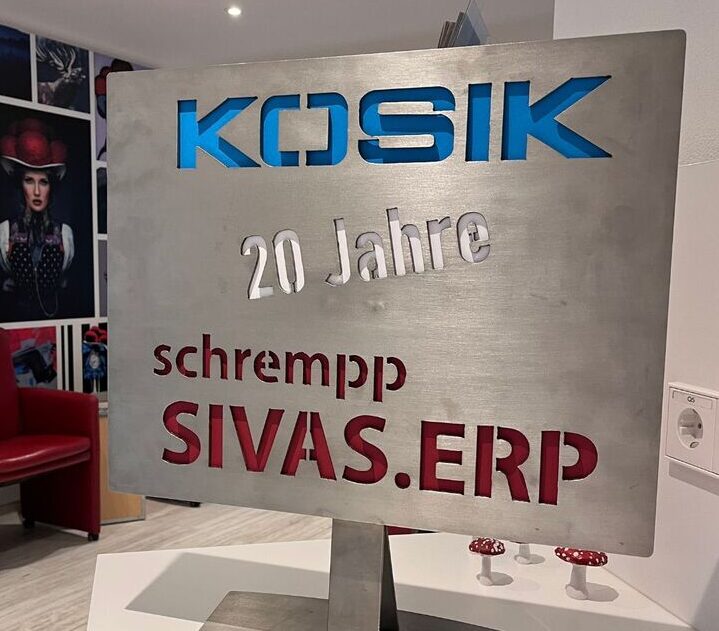 KOSIK
20 Jahre
schrempp
SIVAS.ERP